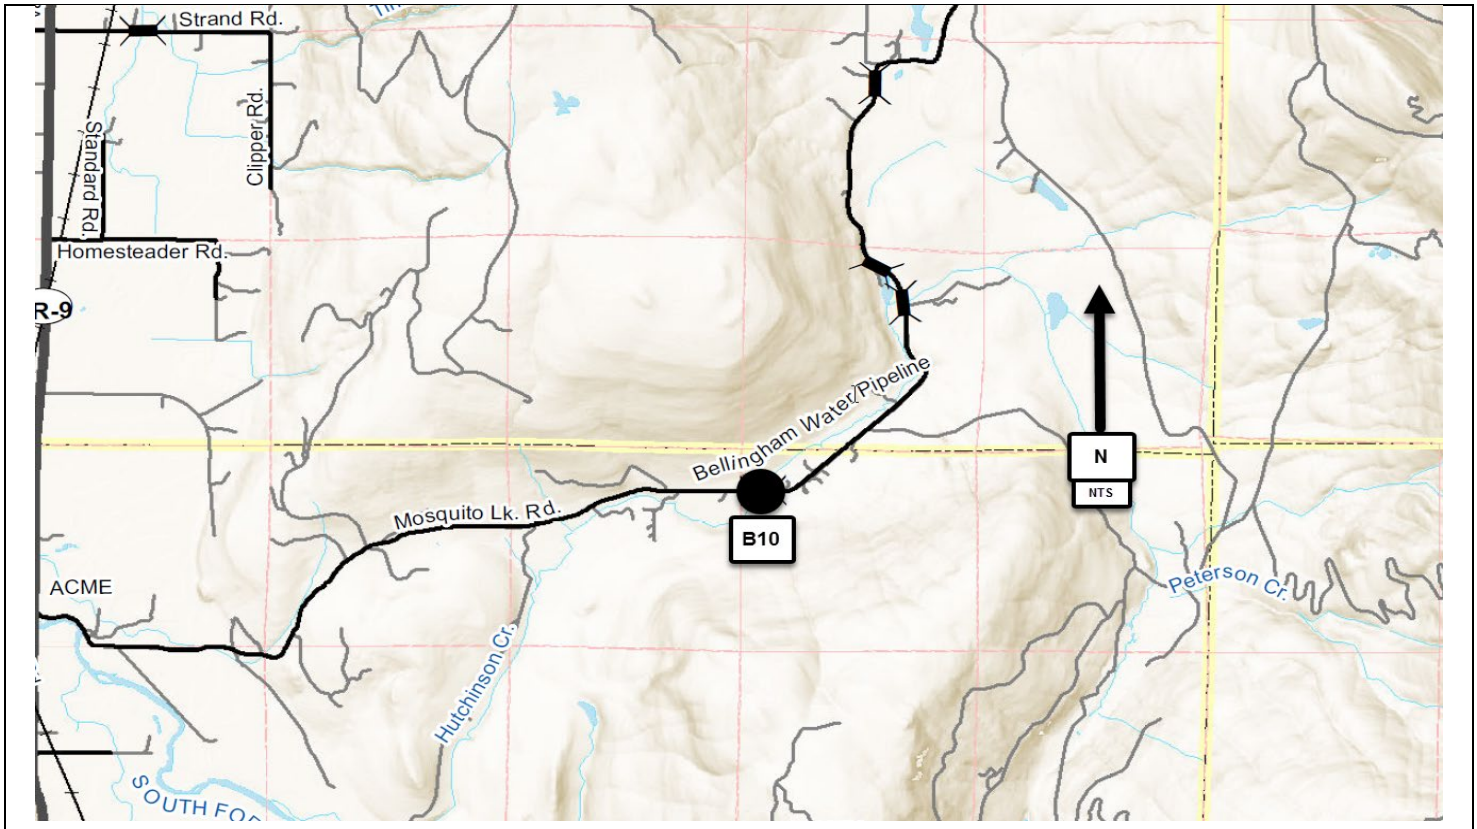 Strand Rd.
Clipper Rd.
Standard Rd.
Homesteader Rd.
R-9
Bellingham Water Pipeline
N
NTS
Mosquito Lk. Rd.
B10
ACME
Peterson Cr.
Hutchinson Cr.
SOUTH FOR